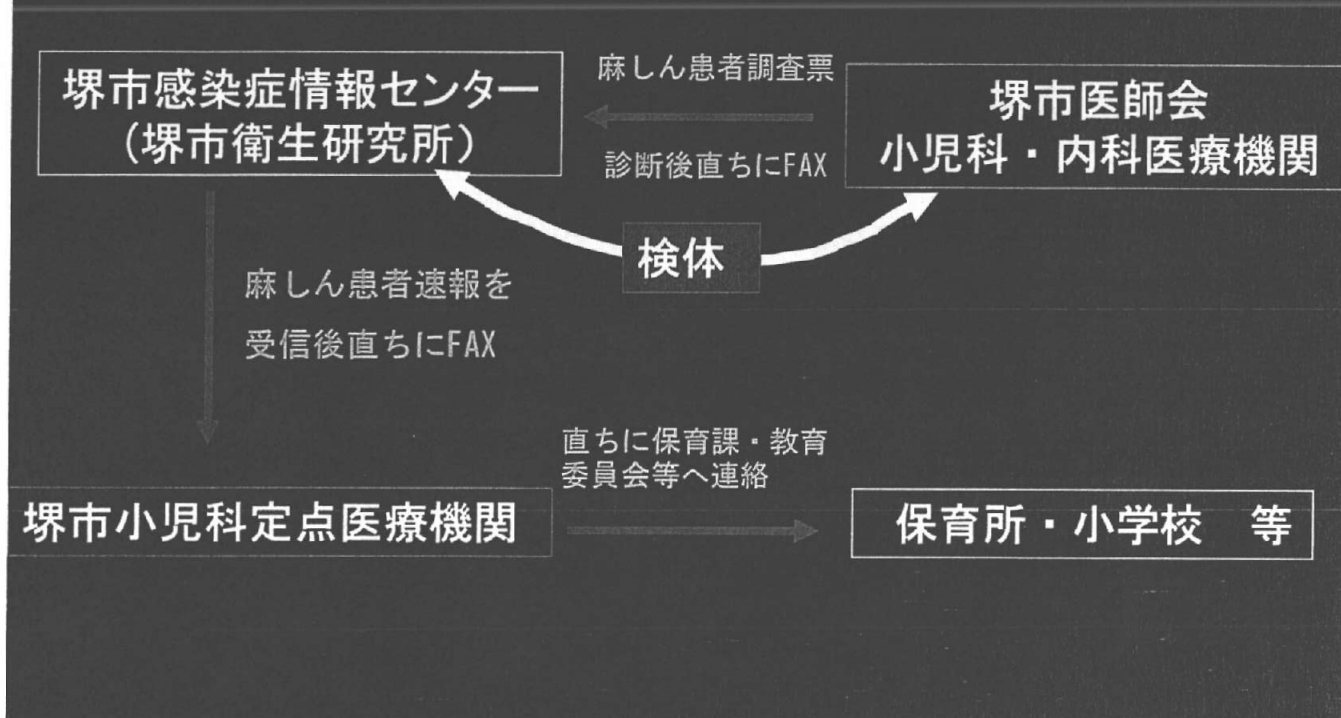 堺市感染症情報センター
（堺市衛生研究所）
麻しん患者調査票
診断後直ちにFAX
堺市医師会
小児科・内科医療機関
検体
麻しん患者速報を
受信後直ちにFAX
直ちに保育課・教育
委員会等へ連絡
堺市小児科定点医療機関
保育所・小学校　等